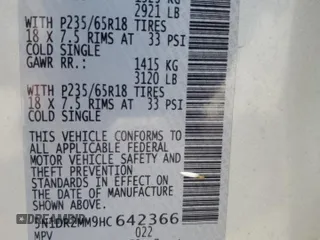 2921 LB
WITH P235/65R18 TIRES
18 X 7.5 RIMS AT 33 PSI
COLD SINGLE
GAWR RR.: 1415 KG
3120 LB
WITH P235/65R18 TIRES
18 X 7.5 RIMS AT 33 PSI
COLD SINGLE
THIS VEHICLE CONFORMS TO
ALL APPLICABLE FEDERAL
MOTOR VEHICLE SAFETY AND
THEFT PREVENTION
STANDARDS IN EFFECT ON
THE DATE OF MANUFACTURE
SHOWN ABOVE.
5N1DR2MM9HC 642366
MPV 022